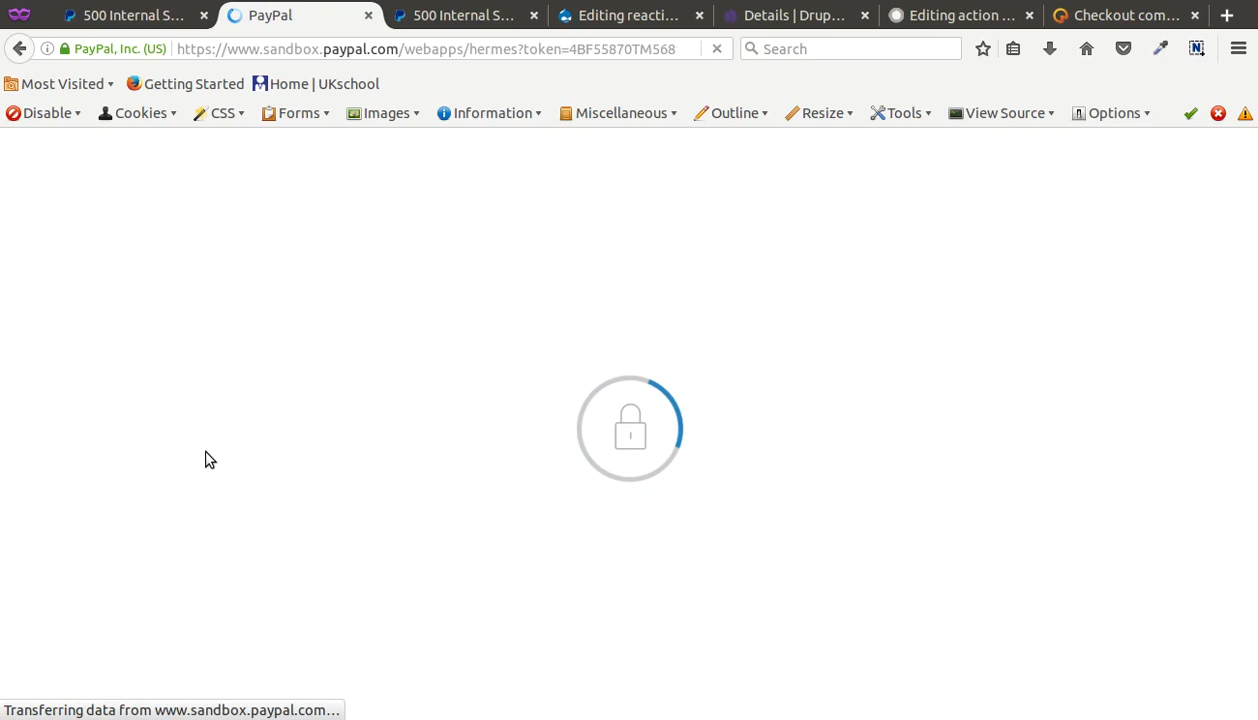 500 Internal S... PayPal 500 Internal S... Editing reacti... Details | Drup... Editing action ... Checkout com...
PayPal, Inc. (US) https://www.sandbox.paypal.com/webapps/hermes?token=4BF55870TM568 Search
Most Visited Getting Started Home | UKschool
Disable Cookies CSS Forms Images Information Miscellaneous Outline Resize Tools View Source Options
Transferring data from www.sandbox.paypal.com...